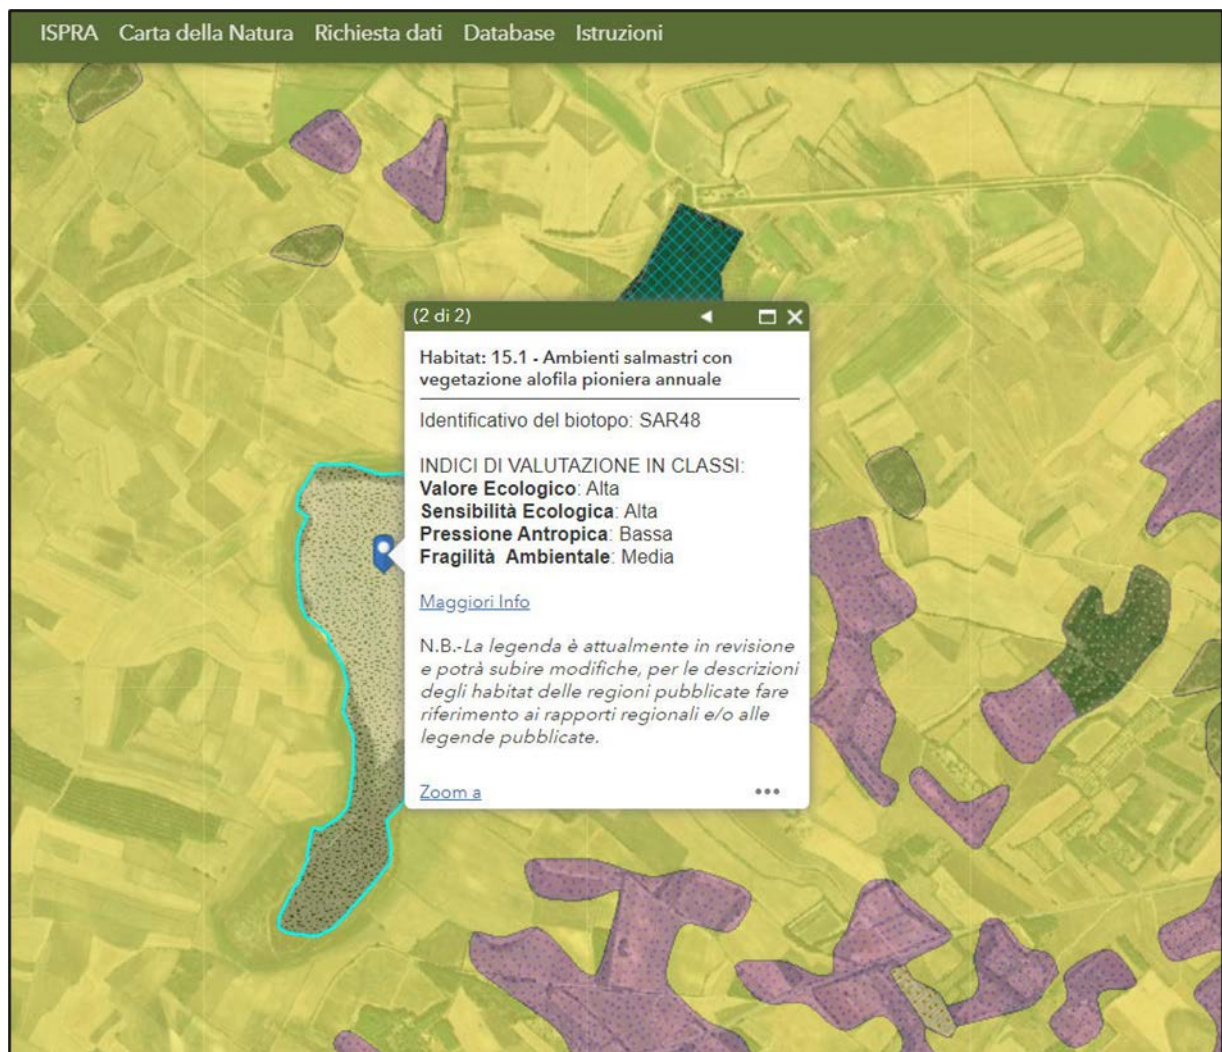 ISPRA Carta della Natura Richiesta dati Database Istruzioni
(2 di 2)
Habitat: 15.1 - Ambienti salmastri con
vegetazione alofila pioniera annuale
Identificativo del biotopo: SAR48
INDICI DI VALUTAZIONE IN CLASSI:
Valore Ecologico: Alta
Sensibilità Ecologica: Alta
Pressione Antropica: Bassa
Fragilità Ambientale: Media
Maggiori Info
N.B.-La legenda è attualmente in revisione
e potrà subire modifiche, per le descrizioni
degli habitat delle regioni pubblicate fare
riferimento ai rapporti regionali e/o alle
legende pubblicate.
Zoom a